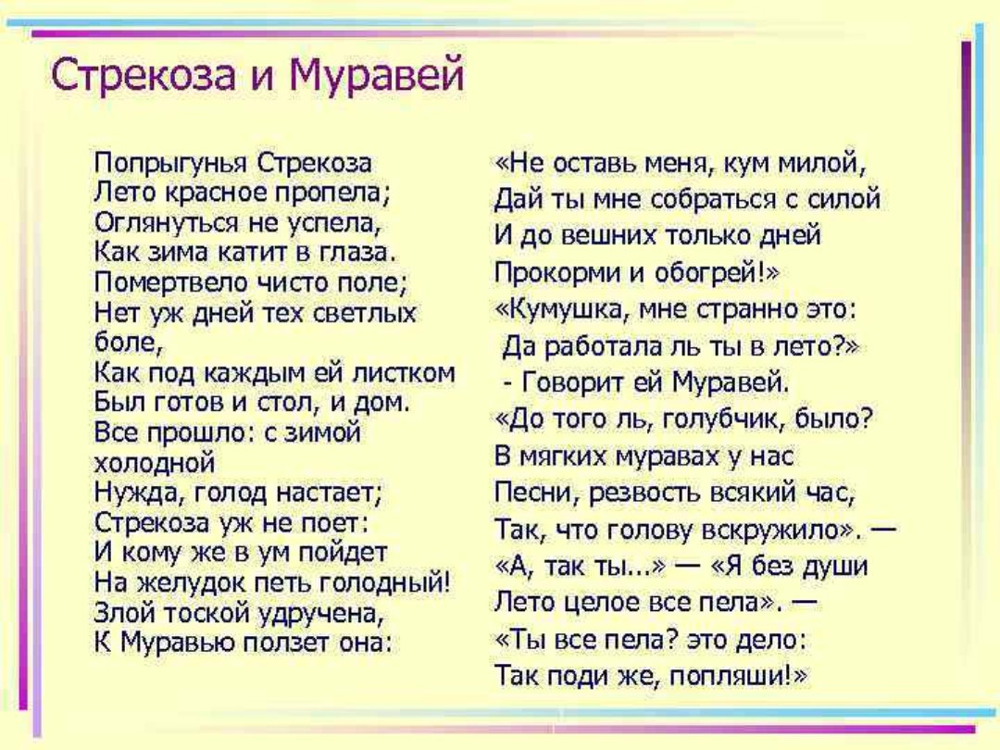 Стрекоза и Муравей
Попрыгунья Стрекоза
Лето красное пропела;
Оглянуться не успела,
Как зима катит в глаза.
Помертвело чисто поле;
Нет уж дней тех светлых
боле,
Как под каждым ей листком
Был готов и стол, и дом.
Все прошло: с зимой
холодной
Нужда, голод настает;
Стрекоза уж не поет:
И кому же в ум пойдет
На желудок петь голодный!
Злой тоской удручена,
К Муравью ползет она:
«Не оставь меня, кум милой,
Дай ты мне собраться с силой
И до вешних только дней
Прокорми и обогрей!»
«Кумушка, мне странно это:
Да работала ль ты в лето?»
- Говорит ей Муравей.
«До того ль, голубчик, было?
В мягких муравах у нас
Песни, резвость всякий час,
Так, что голову вскружило». —
«А, так ты...» — «Я без души
Лето целое все пела». —
«Ты все пела? это дело:
Так поди же, попляши!»